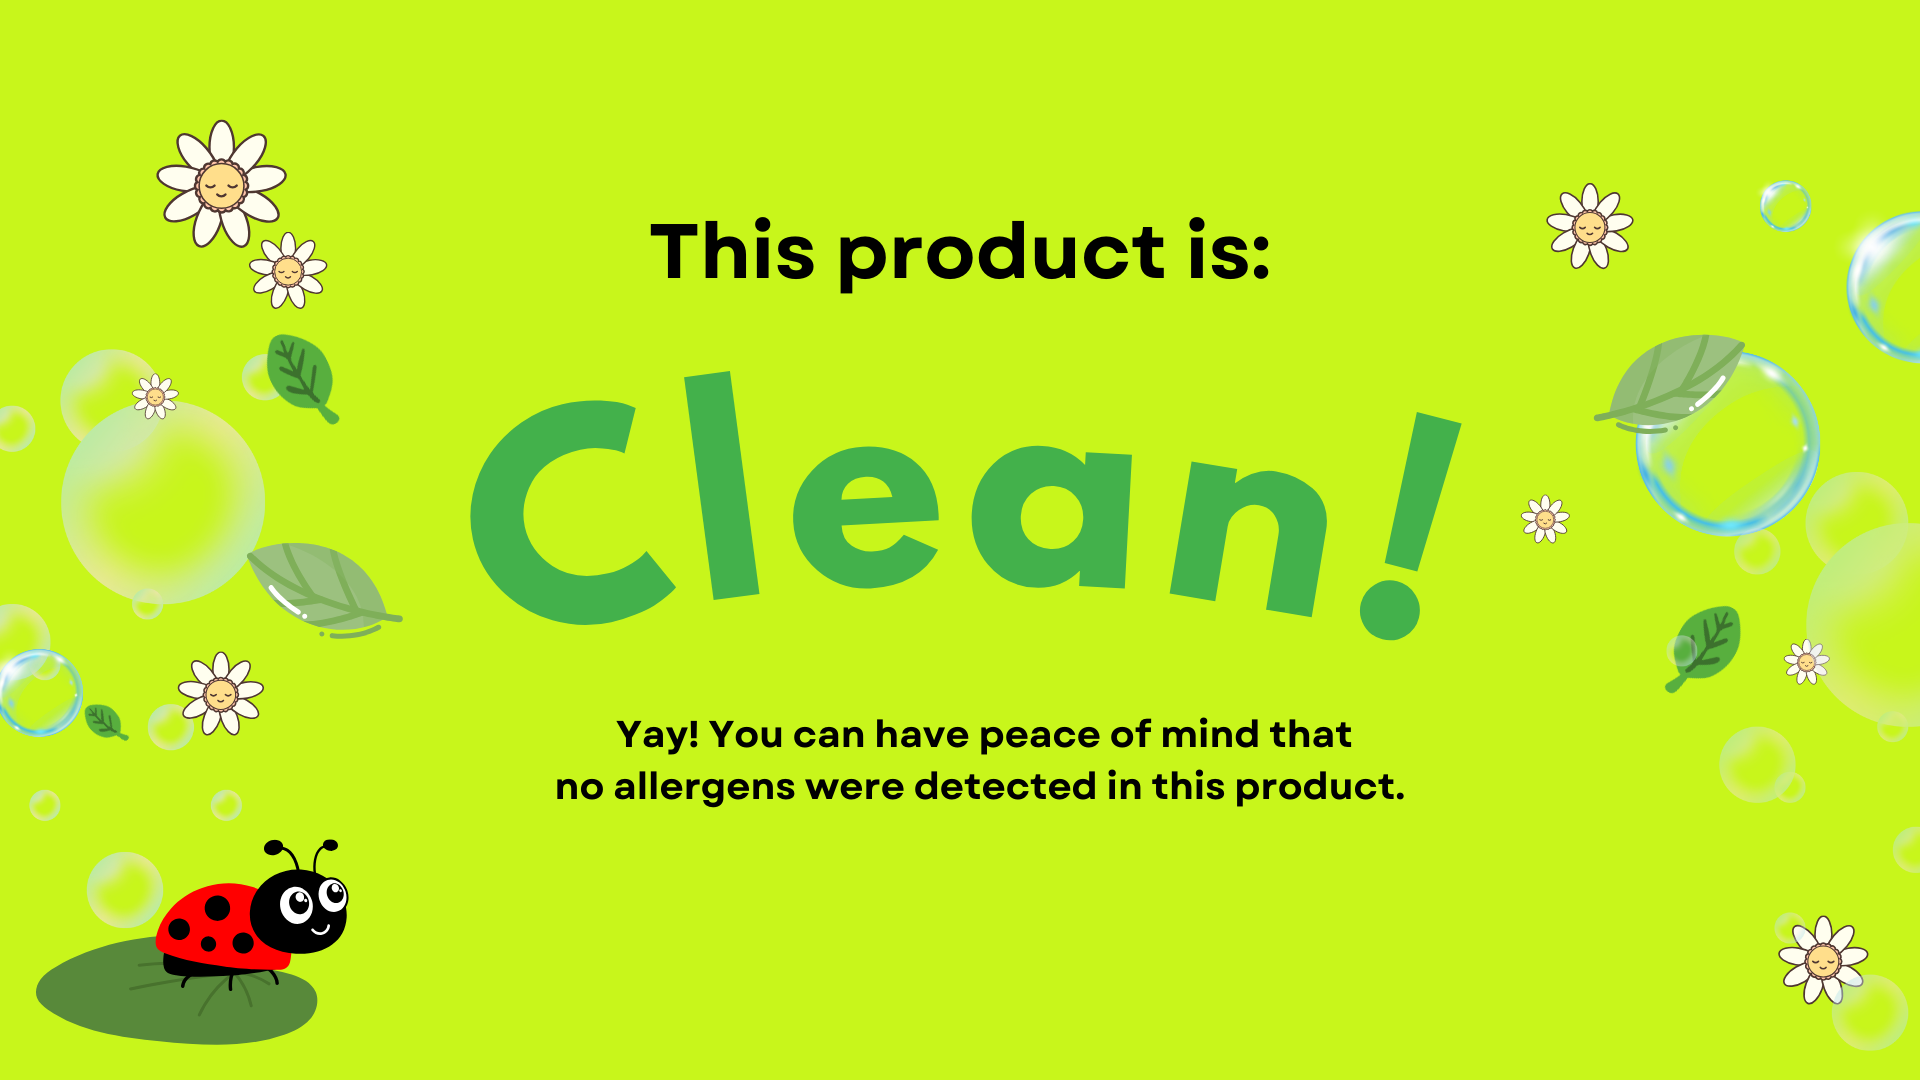 This product is:
Clean!
Yay! You can have peace of mind that
no allergens were detected in this product.